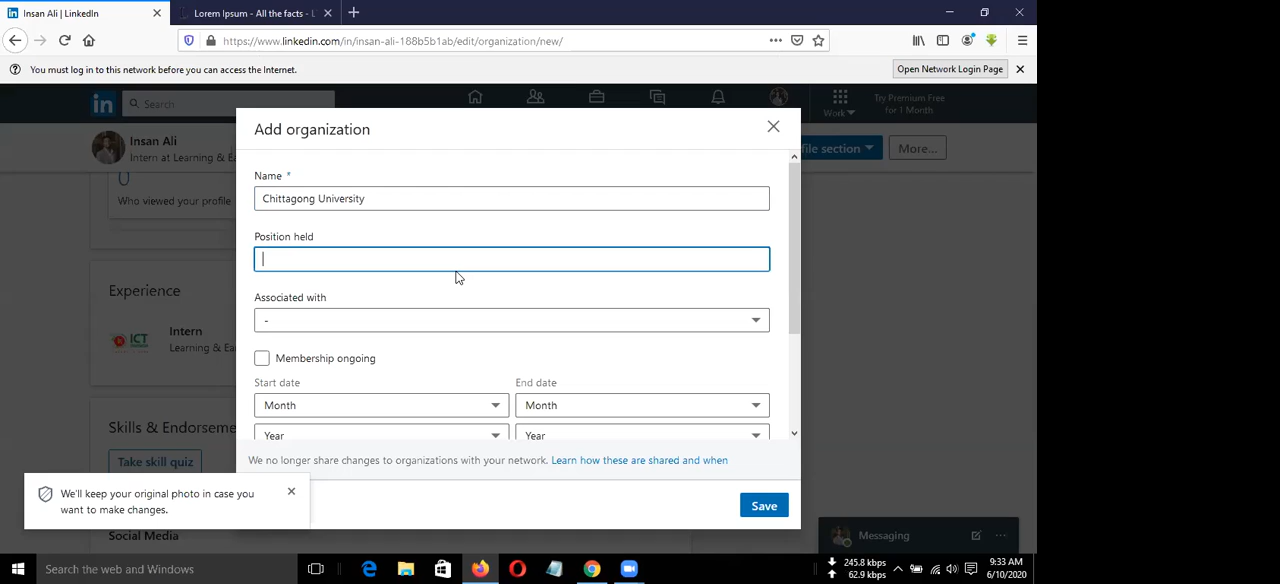 Insan Ali | LinkedIn
Lorem Ipsum - All the facts - L
https://www.linkedin.com/in/insan-ali-188b5b1ab/edit/organization/new/
You must log in to this network before you can access the Internet.
Open Network Login Page
in
Search
Work
Try Premium Free
for 1 Month
Insan Ali
Intern at Learning & Ea
file section
More...
0
Who viewed your profile
Experience
ICT
Intern
Learning & Ea
Skills & Endorseme
Take skill quiz
Social Media
Add organization
Name *
Chittagong University
Position held
Associated with
-
Membership ongoing
Start date
End date
Month
Month
Year
Year
We no longer share changes to organizations with your network. Learn how these are shared and when
Save
We'll keep your original photo in case you
want to make changes.
Messaging
Search the web and Windows
245.8 kbps
62.9 kbps
9:33 AM
6/10/2020